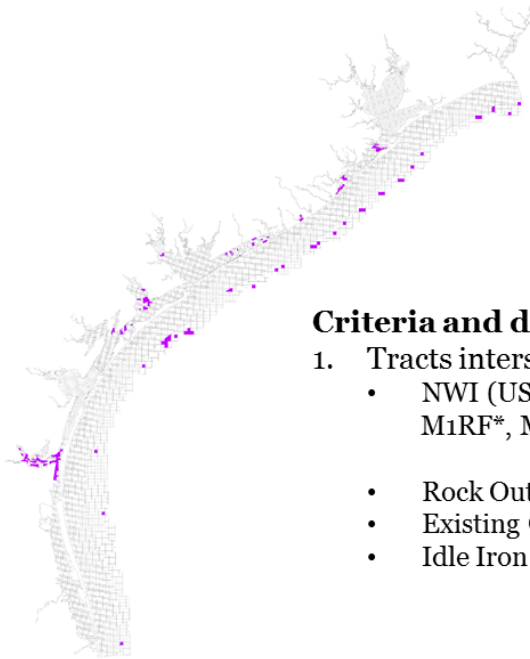 Criteria and d
1. Tracts inters
• NWI (US
M1RF*, M
• Rock Out
• Existing
• Idle Iron